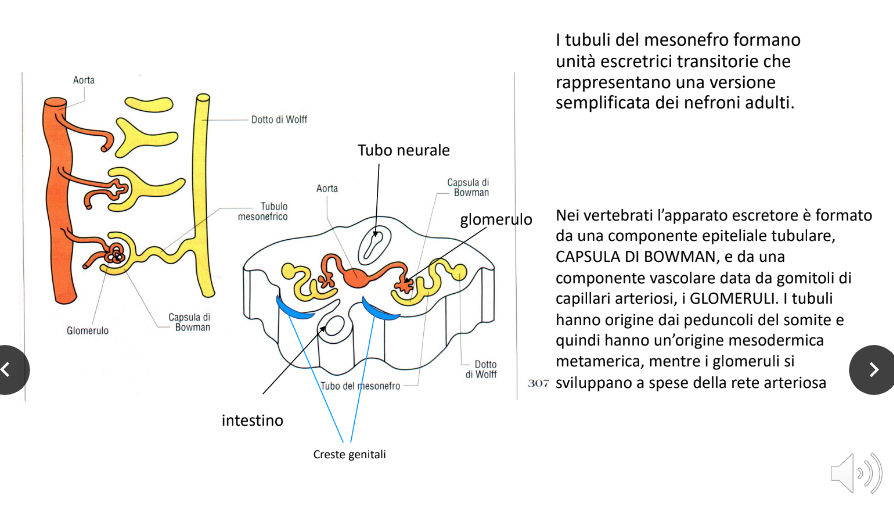 I tubuli del mesonefro formano
unità escretrici transitorie che
rappresentano una versione
semplificata dei nefroni adulti.
Aorta
Dotto di Wolff
Tubulo
mesonefrico
Glomerulo
Capsula di
Bowman
Tubo neurale
Aorta
Capsula di
Bowman
glomerulo
Dotto
di Wolff
Tubo del mesonefro
intestino
Creste genitali
307
Nei vertebrati l’apparato escretore è formato
da una componente epiteliale tubulare,
CAPSULA DI BOWMAN, e da una
componente vascolare data da gomitoli di
capillari arteriosi, i GLOMERULI. I tubuli
hanno origine dai peduncoli del somite e
quindi hanno un’origine mesodermica
metamerica, mentre i glomeruli si
sviluppano a spese della rete arteriosa